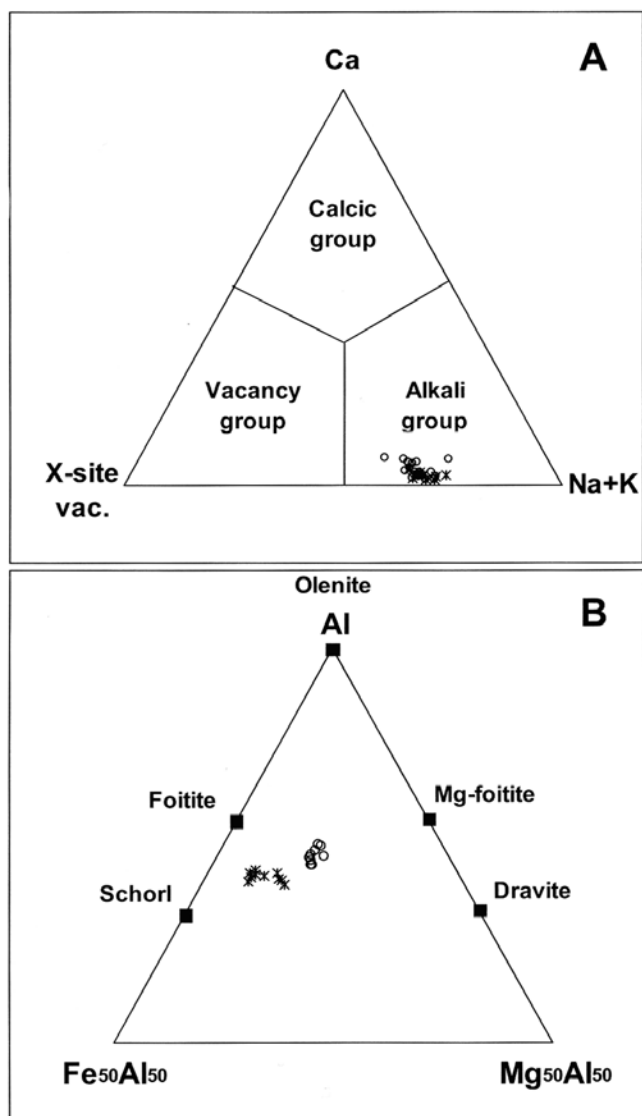 A
Ca
Calcic
group
Vacancy
group
Alkali
group
X-site
vac.
Na+K
B
Olenite
Al
Foitite
Mg-foitite
Schorl
Dravite
Fe50Al50
Mg50Al50